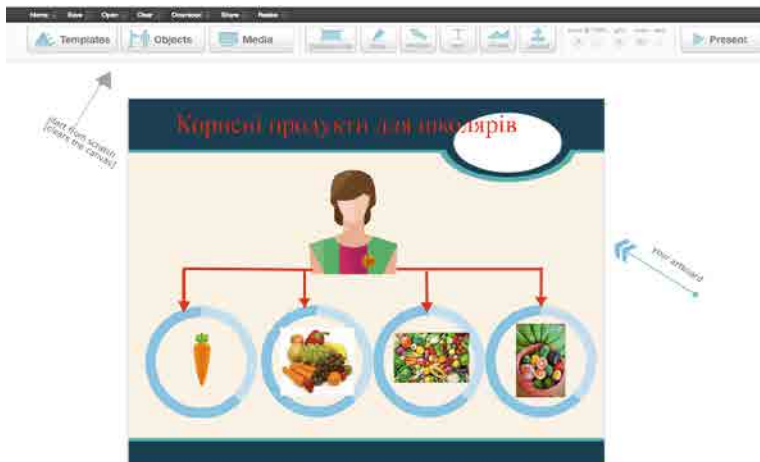 Home Save Open Clear Download Share
Templates Objects Media Present
start from scratch
[clears the canvas]
Корисні продукти для школярів
your artboard